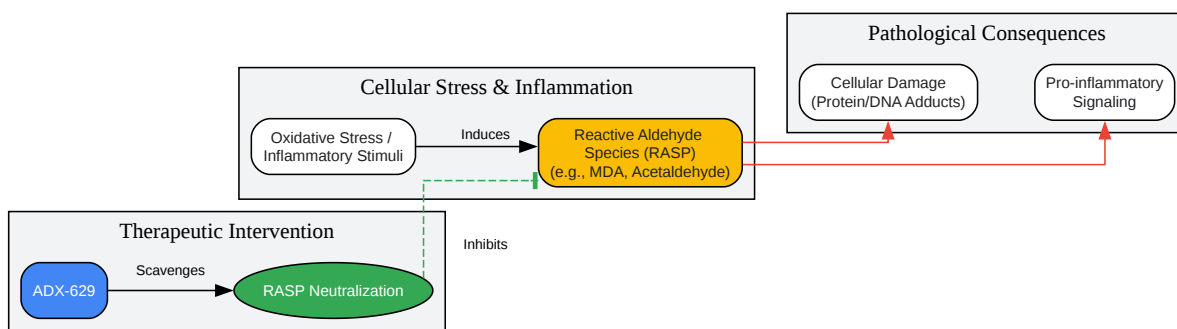 Pathological Consequences
Cellular Damage
(Protein/DNA Adducts)
Pro-inflammatory
Signaling
Cellular Stress & Inflammation
Oxidative Stress /
Inflammatory Stimuli
Induces
Reactive Aldehyde
Species (RASP)
(e.g., MDA, Acetaldehyde)
Therapeutic Intervention
Inhibits
ADX-629
Scavenges
RASP Neutralization